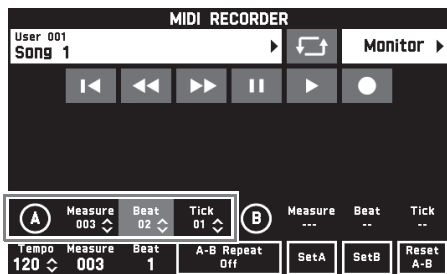 MIDI RECORDER
User 001
Song 1
Monitor
A Measure Beat Tick B Measure Beat Tick
003 02 01 --- -- --
Tempo Measure Beat A-B Repeat SetA SetB Reset
120 003 1 Off A-B